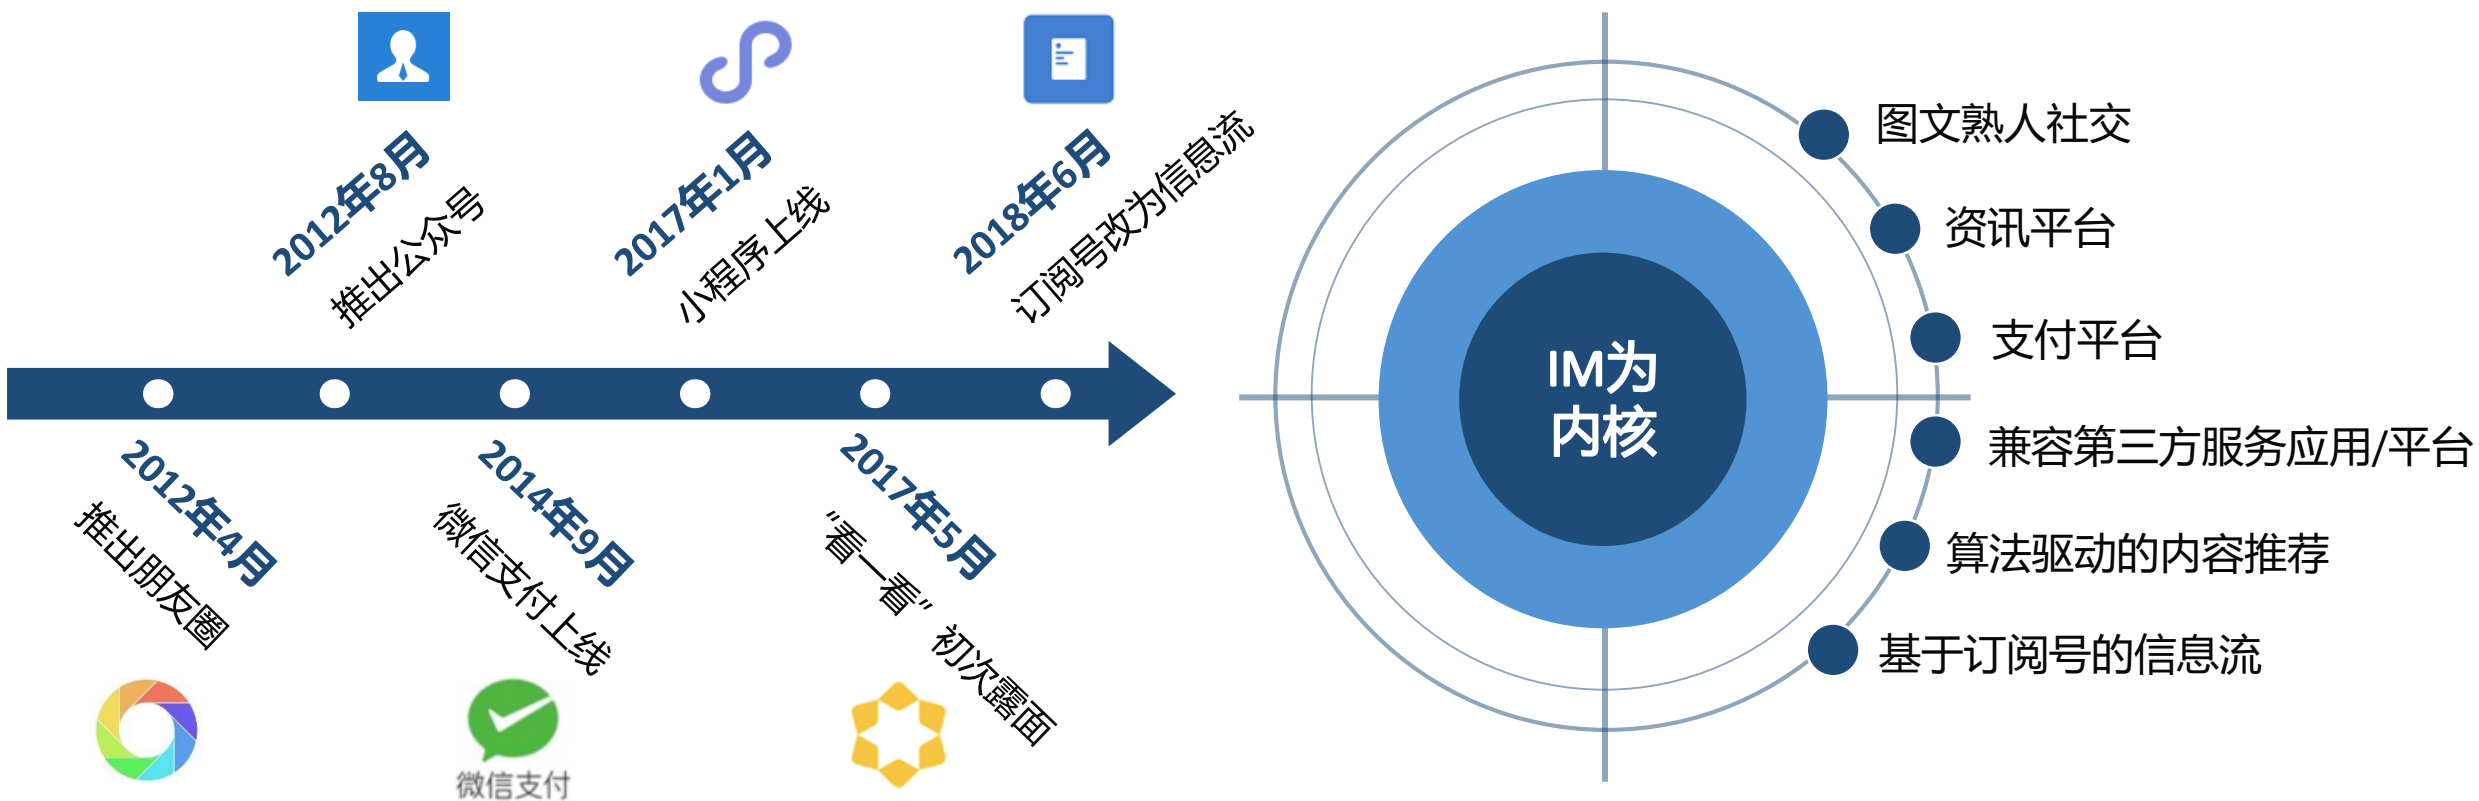 2012年8月
推出公众号
2017年1月
小程序上线
2018年6月
订阅号改为信息流
2012年4月
推出朋友圈
2014年9月
微信支付上线
微信支付
2017年5月
“看一看”初次露面
IM为
内核
图文熟人社交
资讯平台
支付平台
兼容第三方服务应用/平台
算法驱动的内容推荐
基于订阅号的信息流